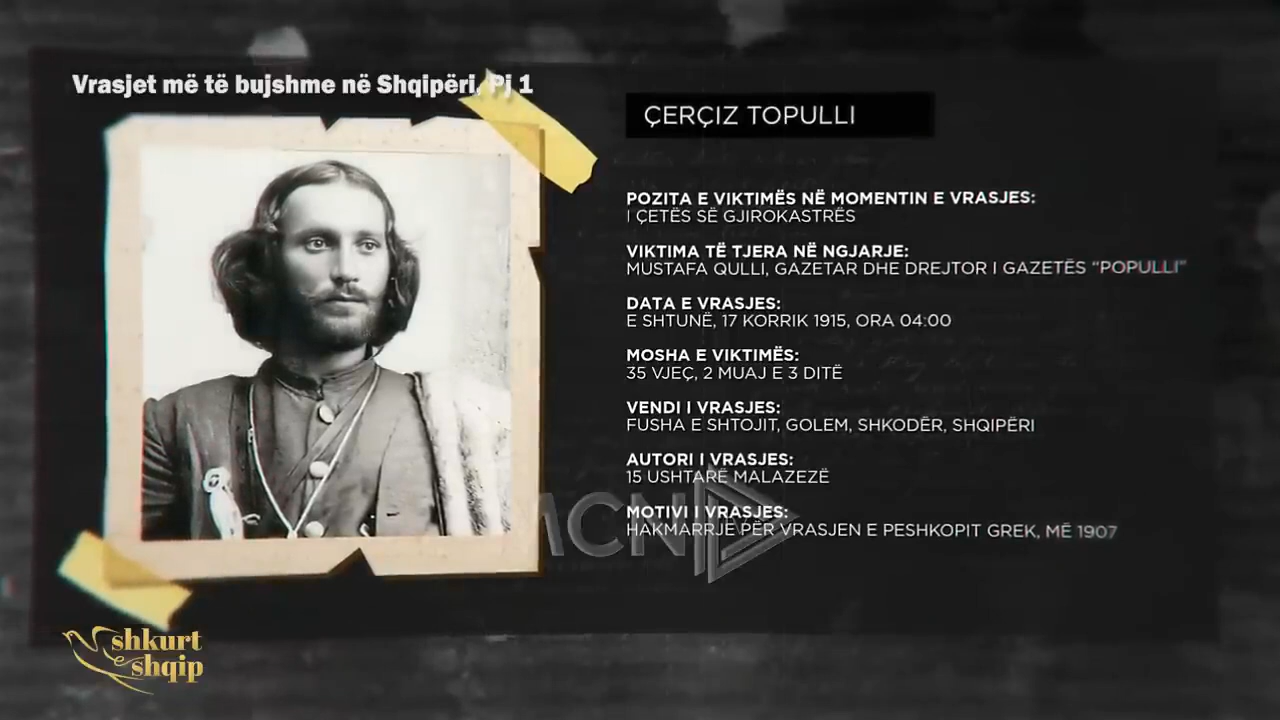 Vrasjet më të bujshme në Shqipëri, Pj 1
ÇERÇIZ TOPULLI
POZITA E VIKTIMËS NË MOMENTIN E VRASJES:
I ÇETËS SË GJIROKASTRËS
VIKTIMA TË TJERA NË NGJARJE:
MUSTAFA QULLI, GAZETAR DHE DREJTOR I GAZETËS “POPULLI”
DATA E VRASJES:
E SHTUNË, 17 KORRIK 1915, ORA 04:00
MOSHA E VIKTIMËS:
35 VJEÇ, 2 MUAJ E 3 DITË
VENDI I VRASJES:
FUSHA E SHTOJIT, GOLEM, SHKODËR, SHQIPËRI
AUTORI I VRASJES:
15 USHTARË MALAZEZË
MOTIVI I VRASJES:
HAKMARRJE PËR VRASJEN E PESHKOPIT GREK, MË 1907
MCN TV
shkurt
e
shqip